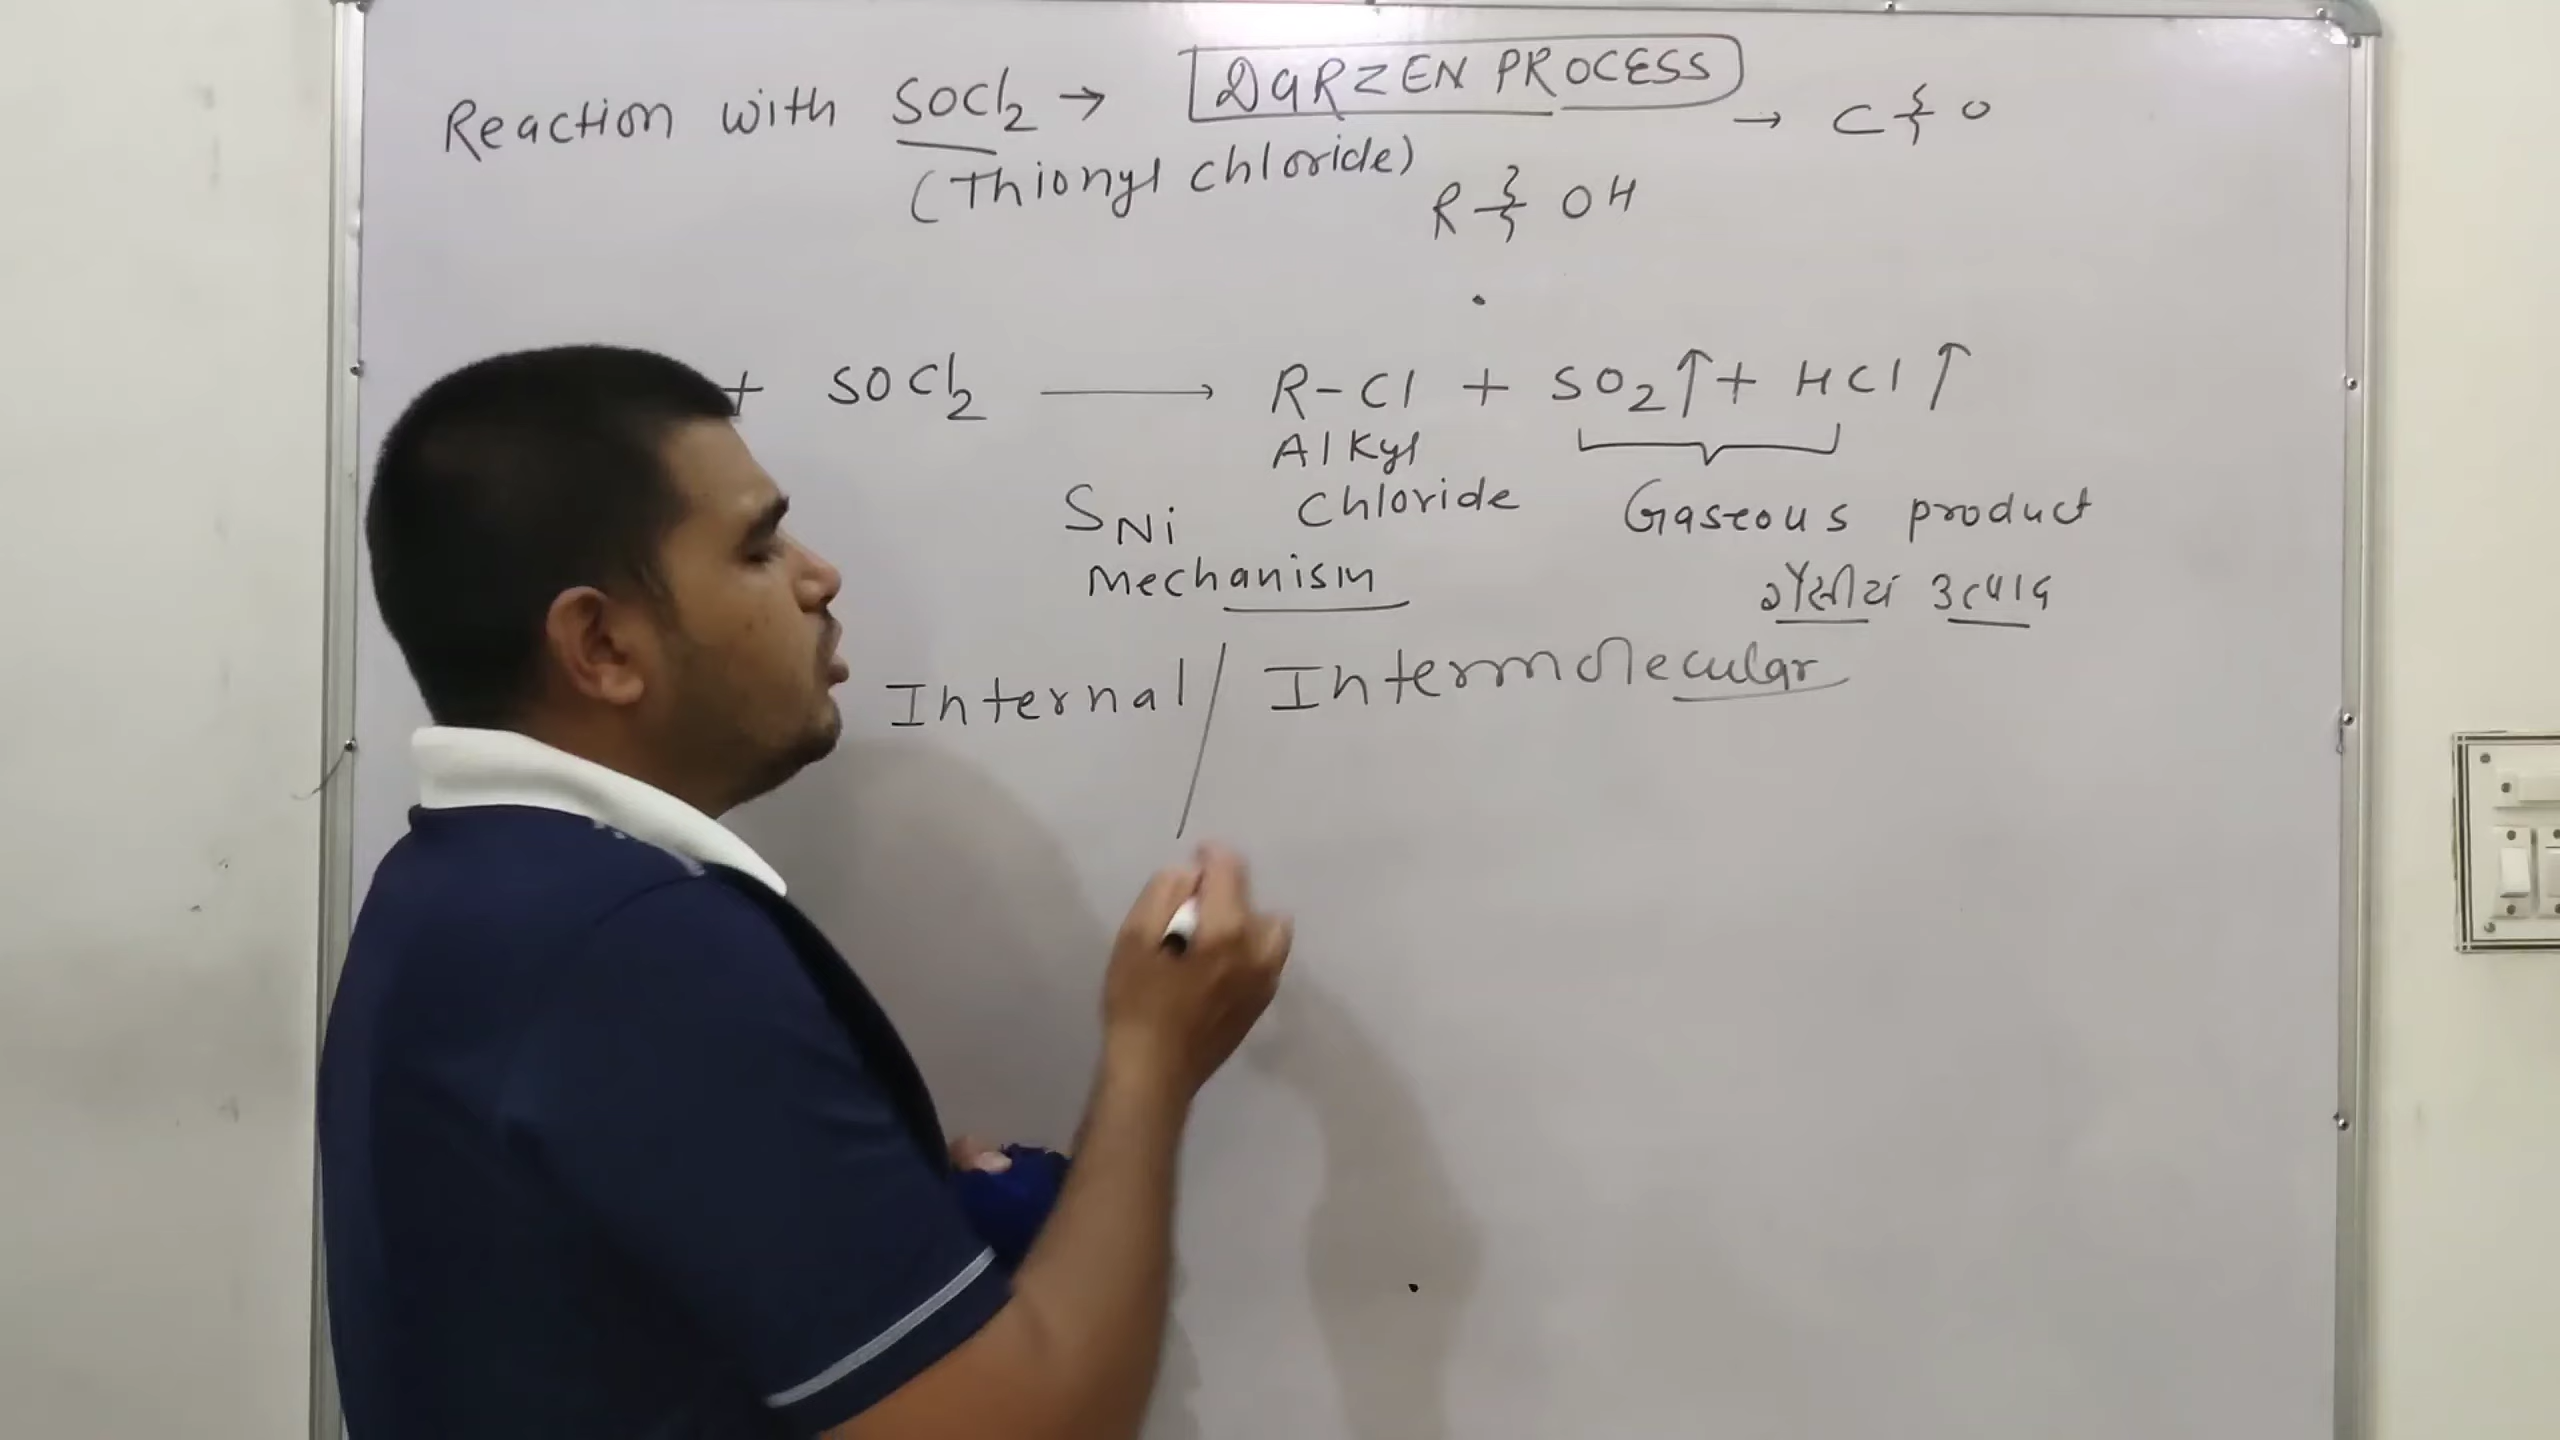 Reaction with SOCl2 → DARZEN PROCESS → C O
(Thionyl chloride)
R OH
+ SOCl2 → R-Cl + SO2↑ + HCl↑
Alkyl
chloride
SNi
Mechanism
Gaseous product
गैसीय उत्पाद
Internal / Intermolecular